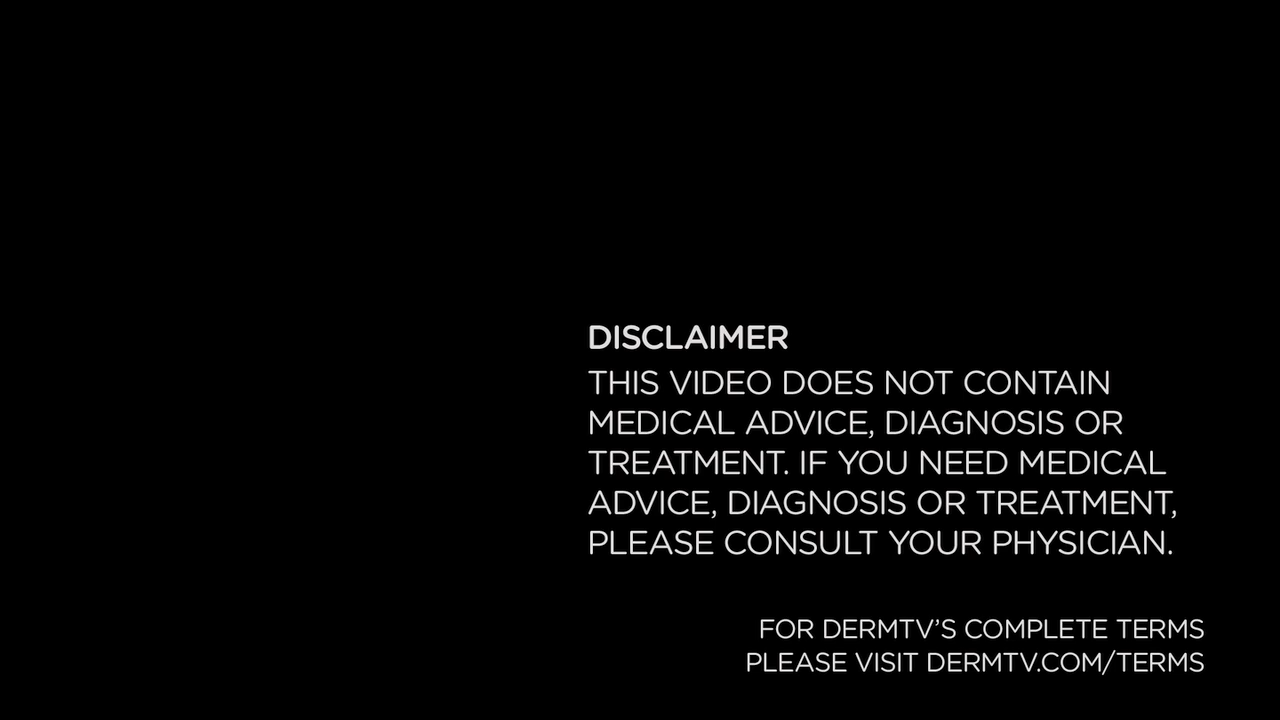 DISCLAIMER
THIS VIDEO DOES NOT CONTAIN
MEDICAL ADVICE, DIAGNOSIS OR
TREATMENT. IF YOU NEED MEDICAL
ADVICE, DIAGNOSIS OR TREATMENT,
PLEASE CONSULT YOUR PHYSICIAN.
FOR DERMTV’S COMPLETE TERMS
PLEASE VISIT DERMTV.COM/TERMS